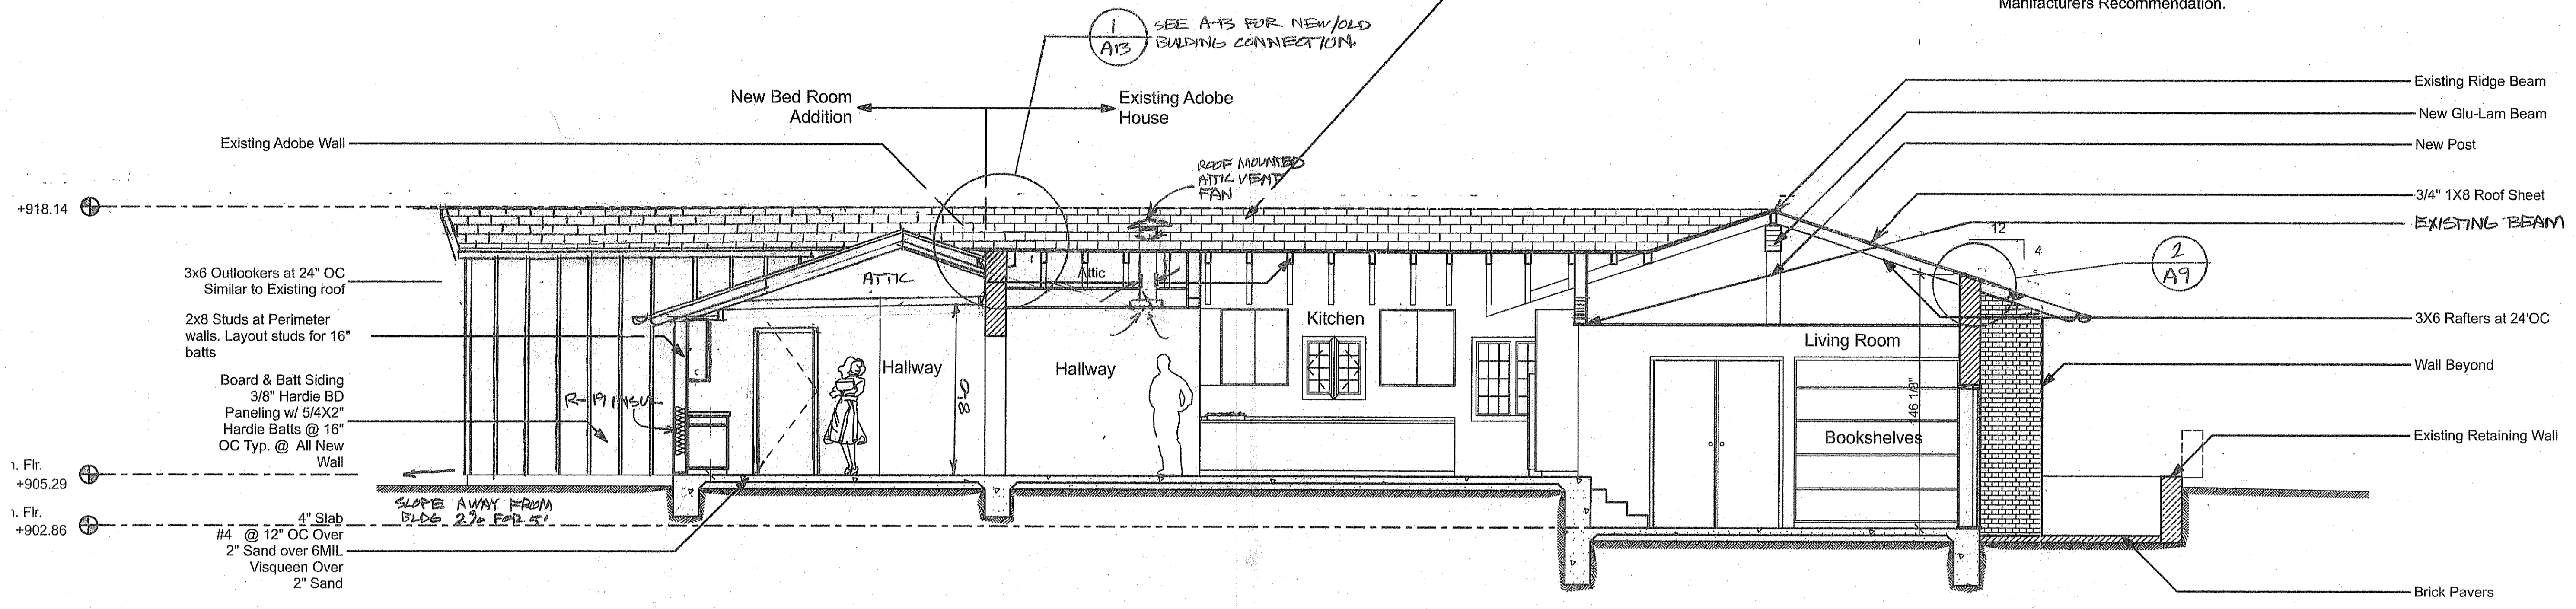 Manifacturers Recommendation.
1
A13
SEE A-13 FOR NEW/OLD
BULDING CONNECTION.
New Bed Room
Addition
Existing Adobe
House
Existing Adobe Wall
ROOF MOUNTED
ATTIC VENT
FAN
+918.14
3x6 Outlookers at 24" OC
Similar to Existing roof
2x8 Studs at Perimeter
walls. Layout studs for 16"
batts
Board & Batt Siding
3/8" Hardie BD
Paneling w/ 5/4X2"
Hardie Batts @ 16"
OC Typ. @ All New
Wall
R-19 INSUL
Flr.
+905.29
SLOPE AWAY FROM
BLDG 2% FOR 5'
Flr.
+902.86
4" Slab
#4 @ 12" OC Over
2" Sand over 6MIL
Visqueen Over
2" Sand
ATTIC
Attic
C
Hallway
8'-0
Hallway
Kitchen
Living Room
Bookshelves
146 1/8"
12
4
2
A9
Existing Ridge Beam
New Glu-Lam Beam
New Post
3/4" 1X8 Roof Sheet
EXISTING BEAM
3X6 Rafters at 24'OC
Wall Beyond
Existing Retaining Wall
Brick Pavers